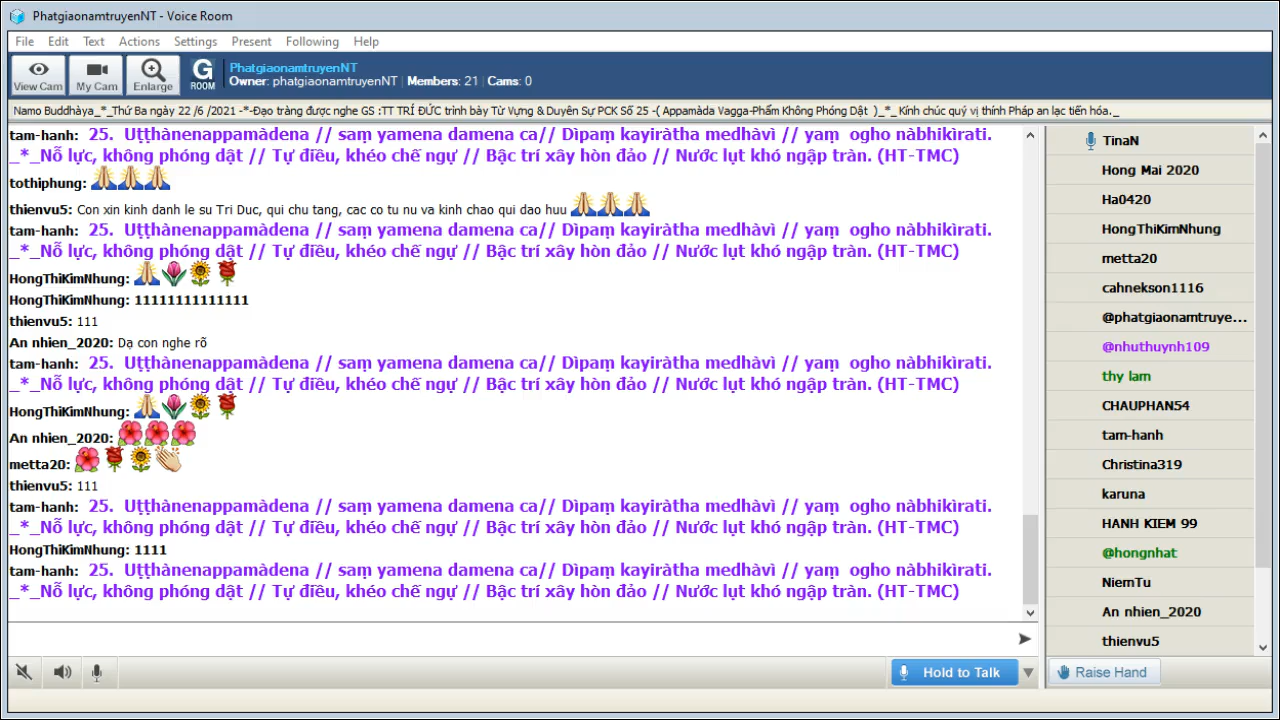 PhatgiaonamtruyenNT - Voice Room
File Edit Text Actions Settings Present Following Help
View Cam
My Cam
Enlarge
G
ROOM
PhatgiaonamtruyenNT
Owner: phatgiaonamtruyenNT | Members: 21 | Cams: 0
Namo Buddhàya_*_Thứ Ba ngày 22 /6 /2021 -*-Đạo tràng được nghe GS :TT TRÍ ĐỨC trình bày Từ Vựng & Duyên Sự PCK Số 25 -( Appamàda Vagga-Phẩm Không Phóng Dật )_*_Kính chúc quý vị thính Pháp an lạc tiến hóa._
tam-hanh: 25. Uṭṭhànenappamàdena // saṃ yamena damena ca// Dìpaṃ kayiràtha medhàvì // yaṃ ogho nàbhikìrati.
_*_Nỗ lực, không phóng dật // Tự điều, khéo chế ngự // Bậc trí xây hòn đảo // Nước lụt khó ngập tràn. (HT-TMC)
tothiphung:
thienvu5: Con xin kinh danh le su Tri Duc, qui chu tang, cac co tu nu va kinh chao qui dao huu
tam-hanh: 25. Uṭṭhànenappamàdena // saṃ yamena damena ca// Dìpaṃ kayiràtha medhàvì // yaṃ ogho nàbhikìrati.
_*_Nỗ lực, không phóng dật // Tự điều, khéo chế ngự // Bậc trí xây hòn đảo // Nước lụt khó ngập tràn. (HT-TMC)
HongThiKimNhung:
HongThiKimNhung: 11111111111111
thienvu5: 111
An nhien_2020: Dạ con nghe rõ
tam-hanh: 25. Uṭṭhànenappamàdena // saṃ yamena damena ca// Dìpaṃ kayiràtha medhàvì // yaṃ ogho nàbhikìrati.
_*_Nỗ lực, không phóng dật // Tự điều, khéo chế ngự // Bậc trí xây hòn đảo // Nước lụt khó ngập tràn. (HT-TMC)
HongThiKimNhung:
An nhien_2020:
metta20:
thienvu5: 111
tam-hanh: 25. Uṭṭhànenappamàdena // saṃ yamena damena ca// Dìpaṃ kayiràtha medhàvì // yaṃ ogho nàbhikìrati.
_*_Nỗ lực, không phóng dật // Tự điều, khéo chế ngự // Bậc trí xây hòn đảo // Nước lụt khó ngập tràn. (HT-TMC)
HongThiKimNhung: 1111
tam-hanh: 25. Uṭṭhànenappamàdena // saṃ yamena damena ca// Dìpaṃ kayiràtha medhàvì // yaṃ ogho nàbhikìrati.
_*_Nỗ lực, không phóng dật // Tự điều, khéo chế ngự // Bậc trí xây hòn đảo // Nước lụt khó ngập tràn. (HT-TMC)
Hold to Talk
TinaN
Hong Mai 2020
Ha0420
HongThiKimNhung
metta20
cahnekson1116
@phatgiaonamtruye...
@nhuthuynh109
thy lam
CHAUPHAN54
tam-hanh
Christina319
karuna
HANH KIEM 99
@hongnhat
NiemTu
An nhien_2020
thienvu5
Raise Hand